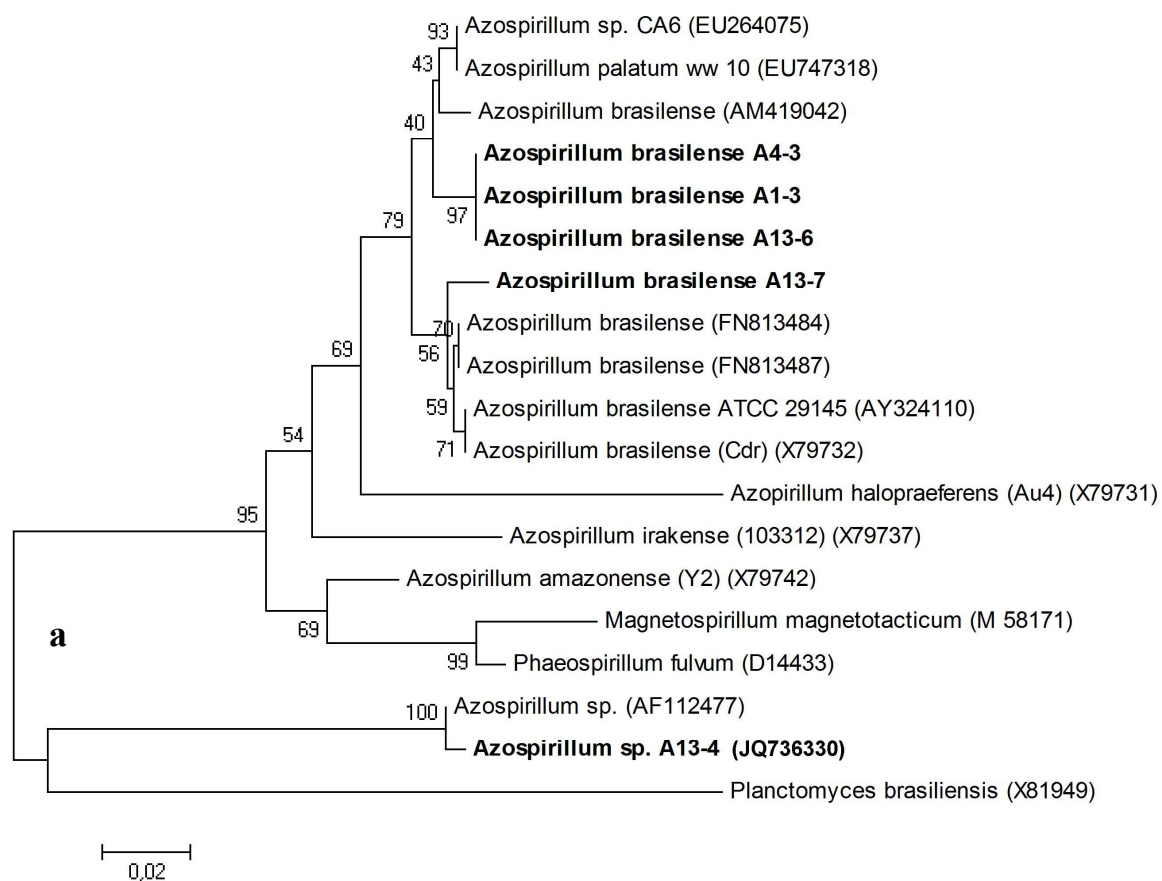 93
Azospirillum sp. CA6 (EU264075)
43
Azospirillum palatum ww 10 (EU747318)
Azospirillum brasilense (AM419042)
40
Azospirillum brasilense A4-3
Azospirillum brasilense A1-3
97
79
Azospirillum brasilense A13-6
Azospirillum brasilense A13-7
70
Azospirillum brasilense (FN813484)
56
69
Azospirillum brasilense (FN813487)
59
Azospirillum brasilense ATCC 29145 (AY324110)
54
71
Azospirillum brasilense (Cdr) (X79732)
Azopirillum halopraeferens (Au4) (X79731)
95
Azospirillum irakense (103312) (X79737)
Azospirillum amazonense (Y2) (X79742)
69
Magnetospirillum magnetotacticum (M 58171)
a
99
Phaeospirillum fulvum (D14433)
100
Azospirillum sp. (AF112477)
Azospirillum sp. A13-4 (JQ736330)
Planctomyces brasiliensis (X81949)
0,02